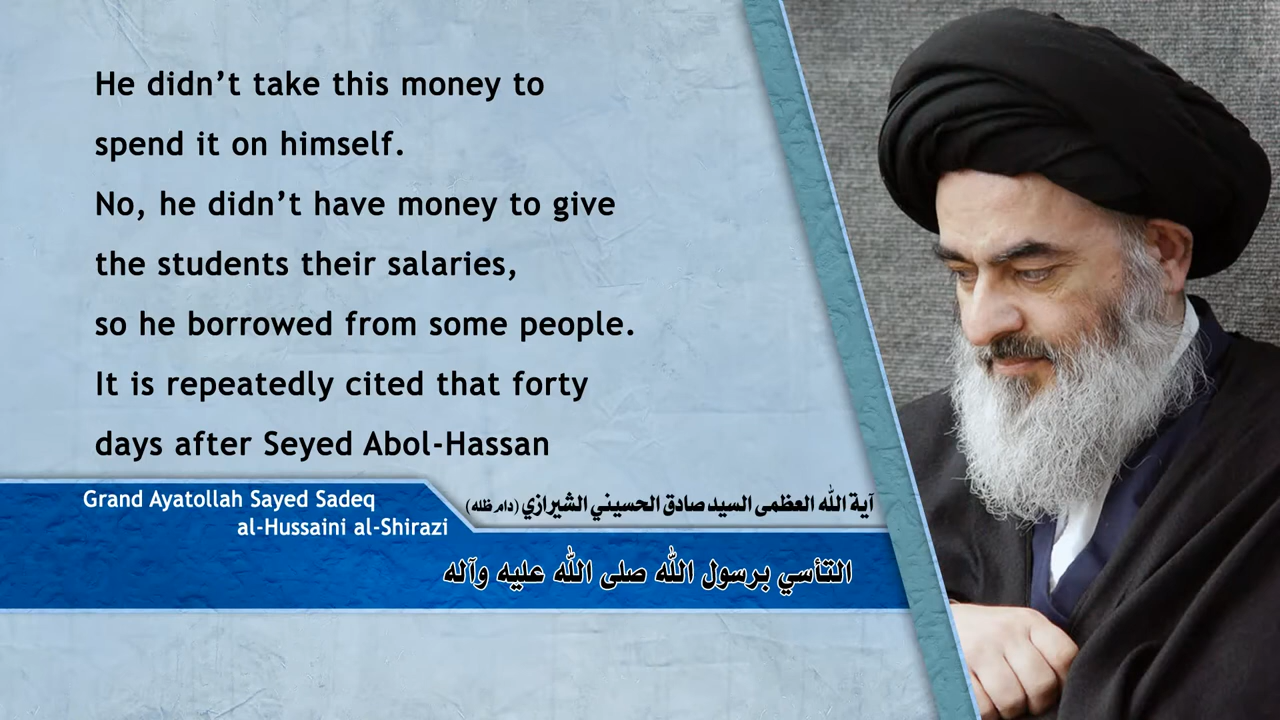 He didn’t take this money to
spend it on himself.
No, he didn’t have money to give
the students their salaries,
so he borrowed from some people.
It is repeatedly cited that forty
days after Seyed Abol-Hassan
Grand Ayatollah Sayed Sadeq
al-Hussaini al-Shirazi
آية الله العظمى السيد صادق الحسيني الشيرازي (دام ظله)
التأسي برسول الله صلى الله عليه وآله